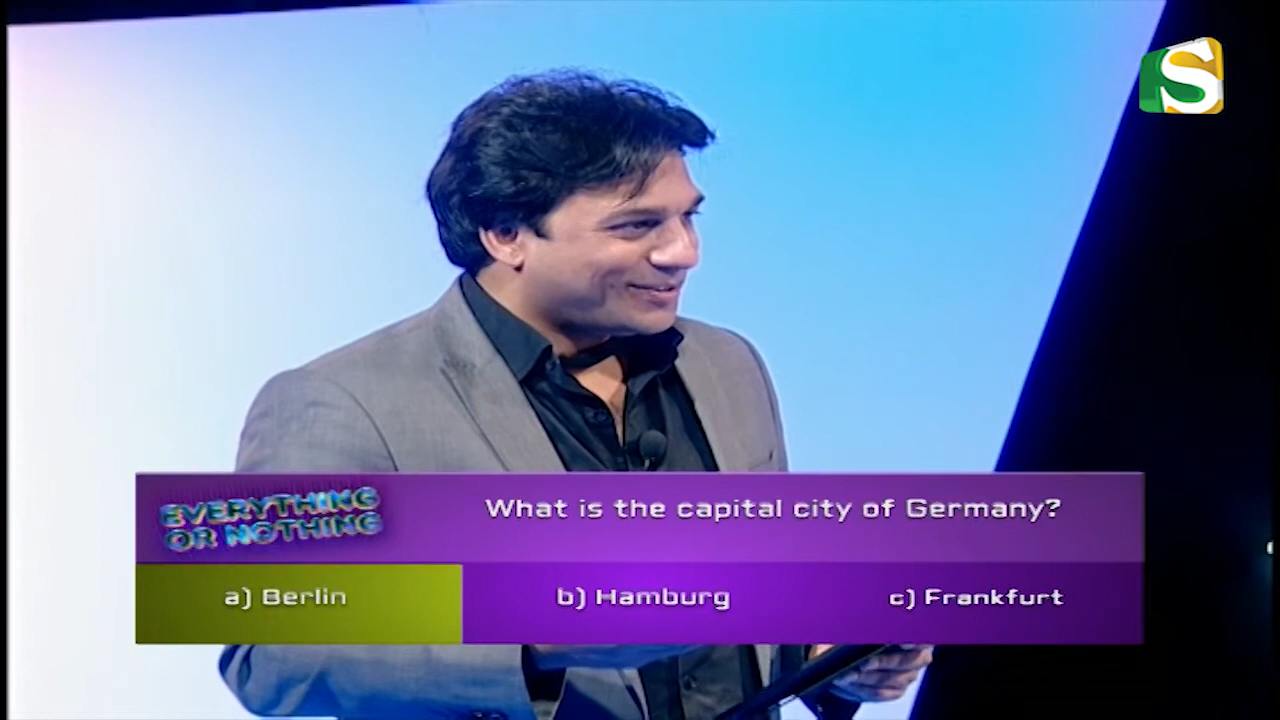 S
EVERYTHING
OR NOTHING
What is the capital city of Germany?
a) Berlin
b) Hamburg
c) Frankfurt